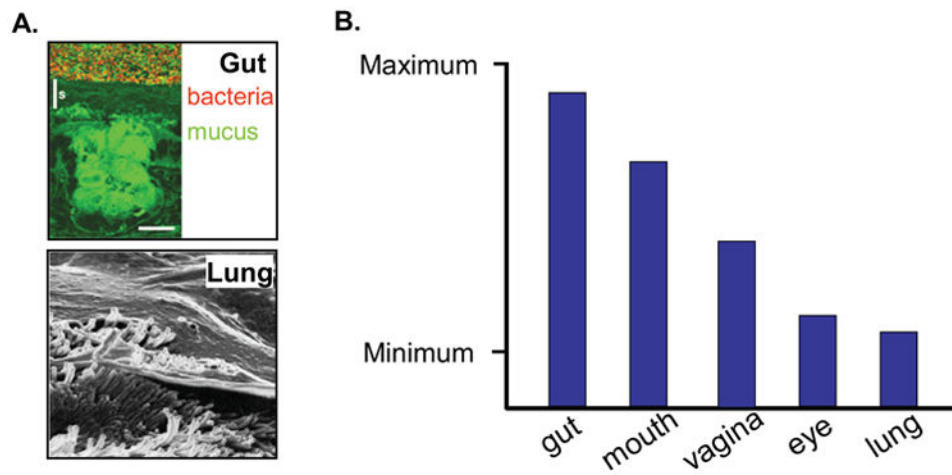 A.
Gut
bacteria
mucus
s
Lung
B.
Maximum
Minimum
gut
mouth
vagina
eye
lung